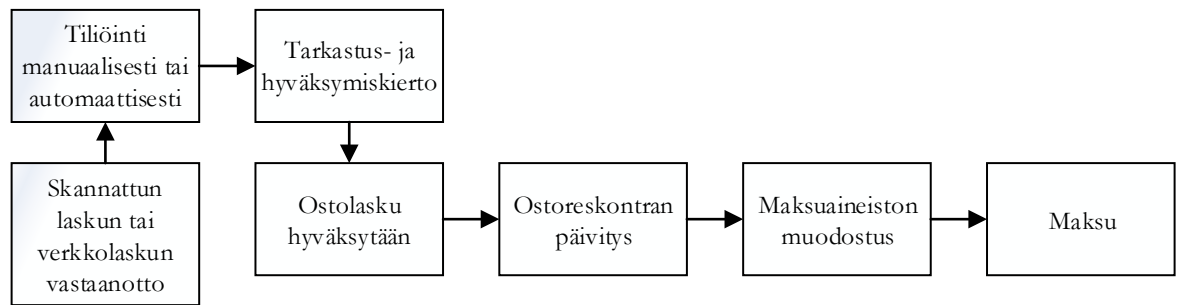 Tiliöinti
manuaalisesti tai
automaattisesti
Tarkastus- ja
hyväksymiskierto
Skannattun
laskun tai
verkkolaskun
vastaanotto
Ostolasku
hyväksytään
Ostoreskontran
päivitys
Maksuaineiston
muodostus
Maksu